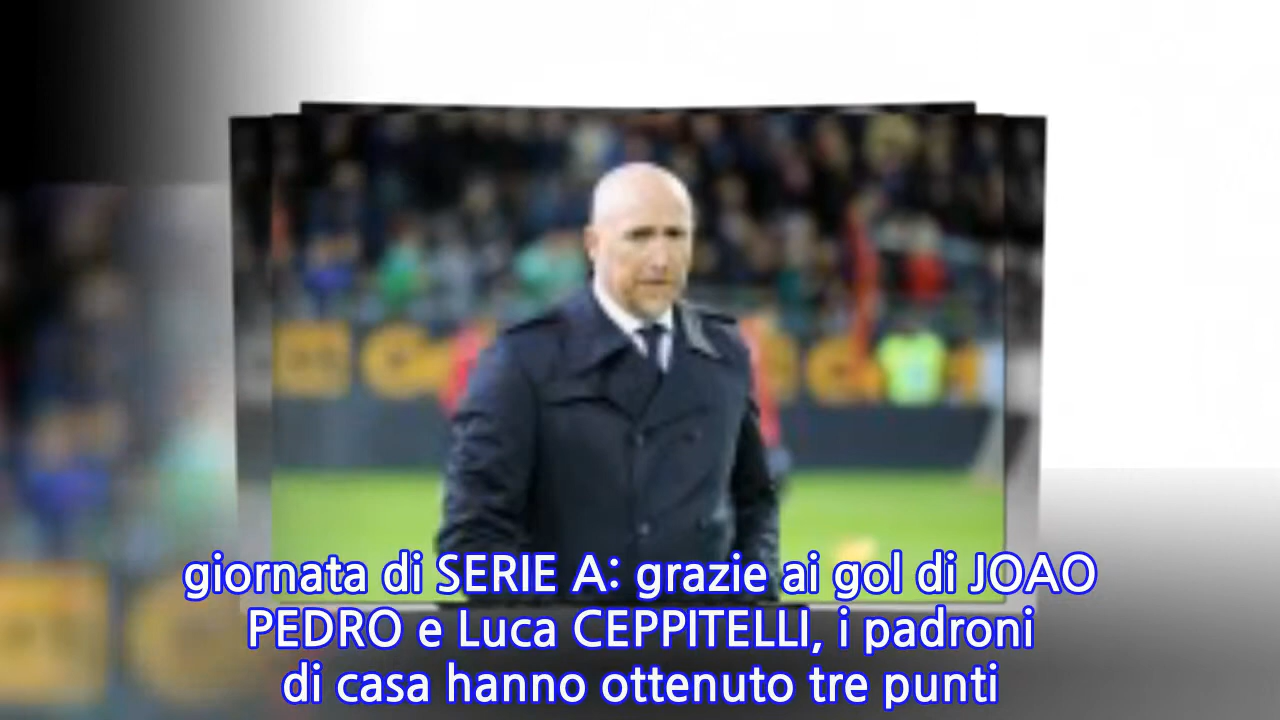 giornata di SERIE A: grazie ai gol di JOAO
PEDRO e Luca CEPPITELLI, i padroni
di casa hanno ottenuto tre punti